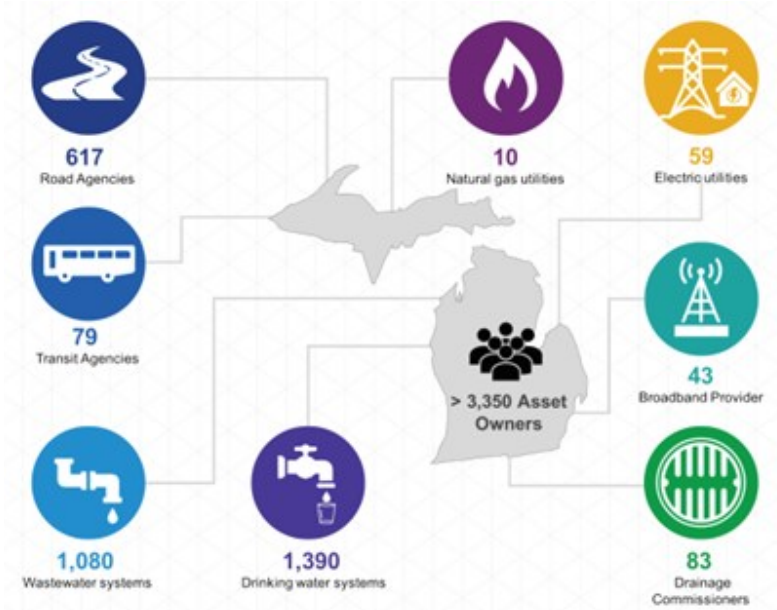 617
Road Agencies
10
Natural gas utilities
59
Electric utilities
79
Transit Agencies
43
Broadband Provider
> 3,350 Asset
Owners
1,080
Wastewater systems
1,390
Drinking water systems
83
Drainage
Commissioners